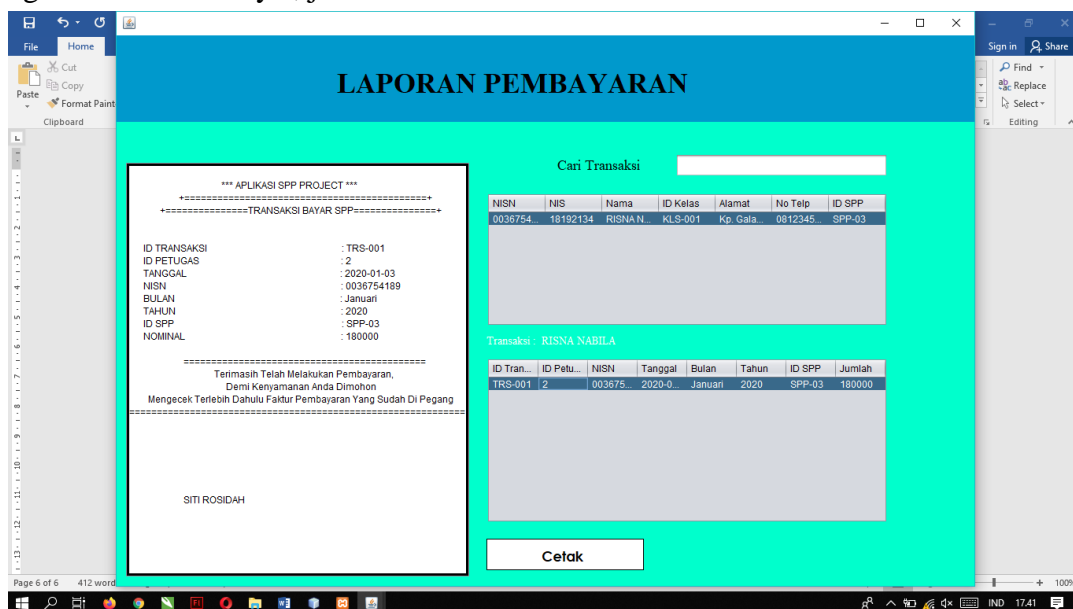 File Home Sign in Share
Cut
Copy
Paste
Format Paint
Clipboard
Find
Replace
Select
Editing
LAPORAN PEMBAYARAN
*** APLIKASI SPP PROJECT ***
+============================================+
+===============TRANSAKSI BAYAR SPP===============+
ID TRANSAKSI : TRS-001
ID PETUGAS : 2
TANGGAL : 2020-01-03
NISN : 0036754189
BULAN : Januari
TAHUN : 2020
ID SPP : SPP-03
NOMINAL : 180000
============================================
Terimasih Telah Melakukan Pembayaran,
Demi Kenyamanan Anda Dimohon
Mengecek Terlebih Dahulu Faktur Pembayaran Yang Sudah Di Pegang
=============================================================
SITI ROSIDAH
Cari Transaksi
NISN NIS Nama ID Kelas Alamat No Telp ID SPP
0036754... 18192134 RISNA N... KLS-001 Kp. Gala... 0812345... SPP-03
Transaksi : RISNA NABILA
ID Tran... ID Petu... NISN Tanggal Bulan Tahun ID SPP Jumlah
TRS-001 2 003675... 2020-0... Januari 2020 SPP-03 180000
Cetak
Page 6 of 6 412 word
IND 17.41